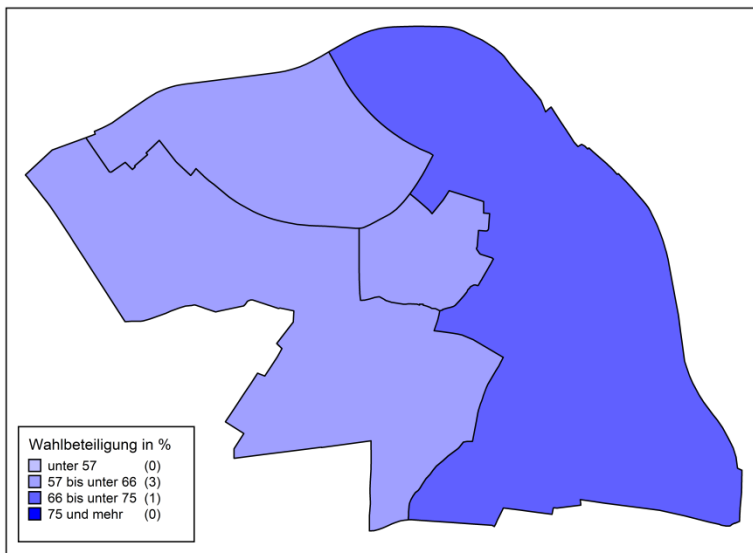 Wahlbeteiligung in %
unter 57 (0)
57 bis unter 66 (3)
66 bis unter 75 (1)
75 und mehr (0)